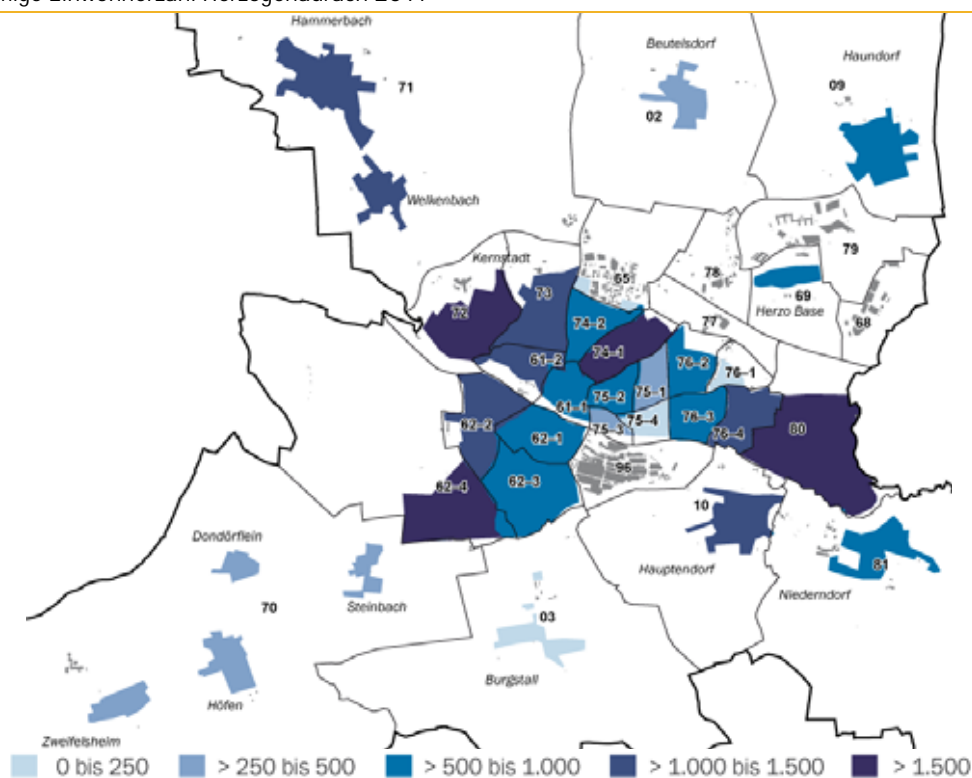 Einwohnerzahl Herzogenaurach
Hammerbach
Beutelsdorf
Haundorf
71
09
02
Welkenbach
79
Kernstadt
65
78
73
69
72
Herzo Base
68
74-2
77
61-2
74-1
76-2
76-1
75-1
61-1
75-2
62-2
75-4
76-3
75-3
76-4
80
62-1
96
62-4
62-3
10
Dondörflein
Hauptendorf
81
Steinbach
Niederndorf
70
03
Burgstall
Höfen
Zweifelsheim
0 bis 250 > 250 bis 500 > 500 bis 1.000 > 1.000 bis 1.500 > 1.500